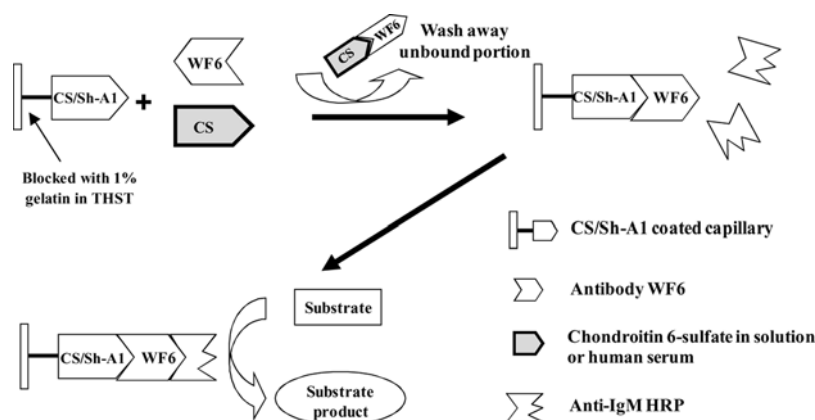 CS
WF6
Wash away
unbound portion
WF6
CS/Sh-A1
+
CS
CS/Sh-A1
WF6
Blocked with 1%
gelatin in THST
CS/Sh-A1 coated capillary
Antibody WF6
Substrate
Chondroitin 6-sulfate in solution
or human serum
CS/Sh-A1
WF6
Substrate
product
Anti-IgM HRP